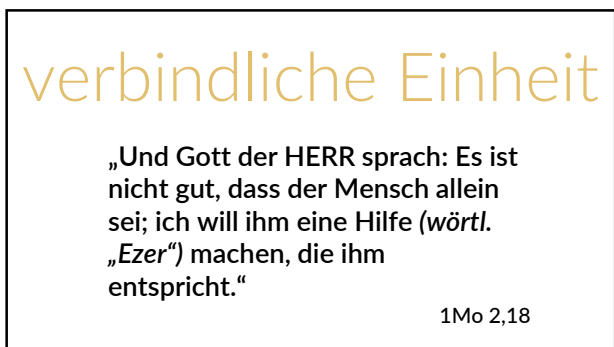 verbindliche Einheit
„Und Gott der HERR sprach: Es ist
nicht gut, dass der Mensch allein
sei; ich will ihm eine Hilfe (wörtl.
„Ezer“) machen, die ihm
entspricht.“
1Mo 2,18